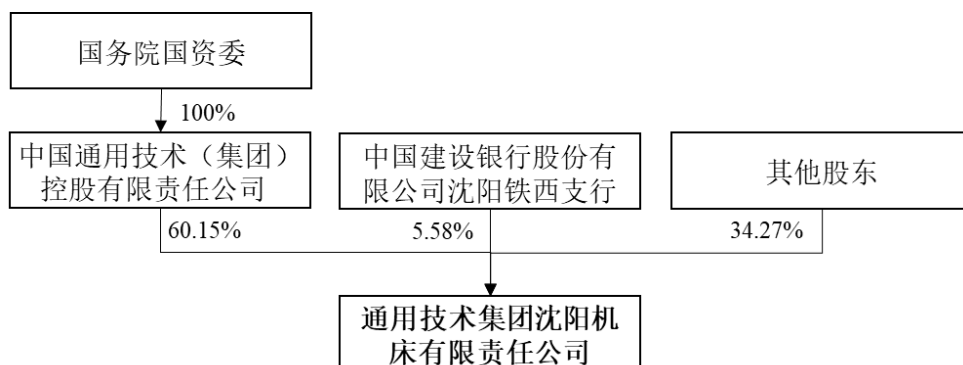 国务院国资委
100%
中国通用技术（集团）
控股有限责任公司
中国建设银行股份有
限公司沈阳铁西支行
其他股东
60.15%
5.58%
34.27%
通用技术集团沈阳机
床有限责任公司